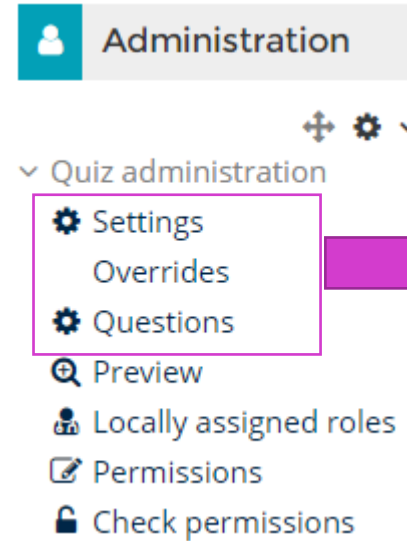 Administration
Quiz administration
Settings
Overrides
Questions
Preview
Locally assigned roles
Permissions
Check permissions